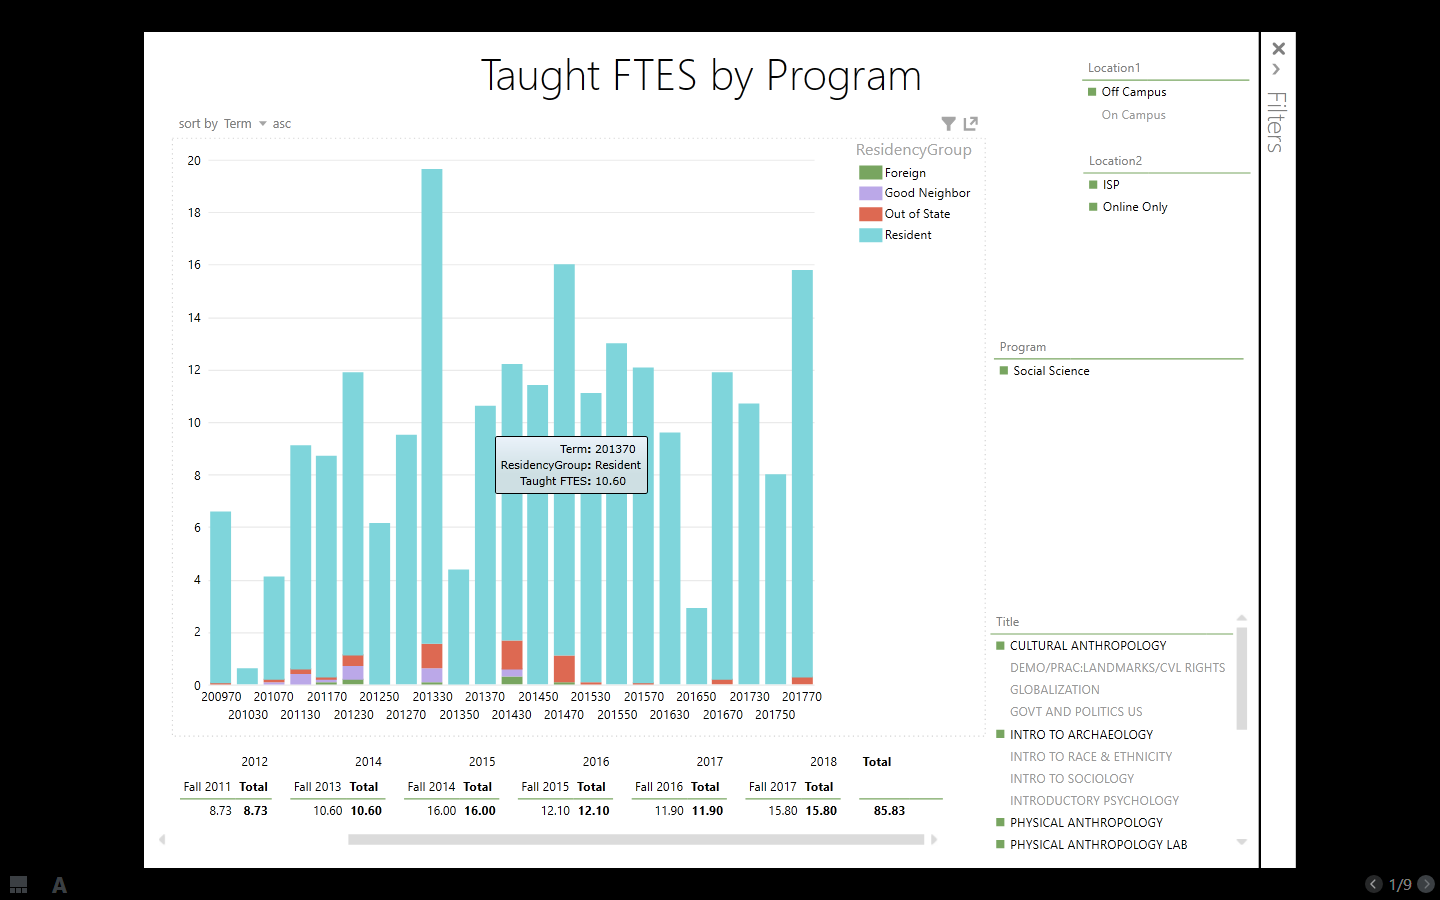 Taught FTES by Program
sort by Term asc
ResidencyGroup
Foreign
Good Neighbor
Out of State
Resident
20
18
16
14
12
10
8
6
4
2
0
Term: 201370
ResidencyGroup: Resident
Taught FTES: 10.60
200970 201070 201170 201250 201330 201370 201450 201530 201570 201650 201730 201770
201030 201130 201230 201270 201350 201430 201470 201550 201630 201670 201750
2012 2014 2015 2016 2017 2018 Total
Fall 2011 Total Fall 2013 Total Fall 2014 Total Fall 2015 Total Fall 2016 Total Fall 2017 Total
8.73 8.73 10.60 10.60 16.00 16.00 12.10 12.10 11.90 11.90 15.80 15.80 85.83
Location1
Off Campus
On Campus
Location2
ISP
Online Only
Program
Social Science
Title
CULTURAL ANTHROPOLOGY
DEMO/PRAC:LANDMARKS/CVL RIGHTS
GLOBALIZATION
GOVT AND POLITICS US
INTRO TO ARCHAEOLOGY
INTRO TO RACE & ETHNICITY
INTRO TO SOCIOLOGY
INTRODUCTORY PSYCHOLOGY
PHYSICAL ANTHROPOLOGY
PHYSICAL ANTHROPOLOGY LAB
Filters
A
1/9